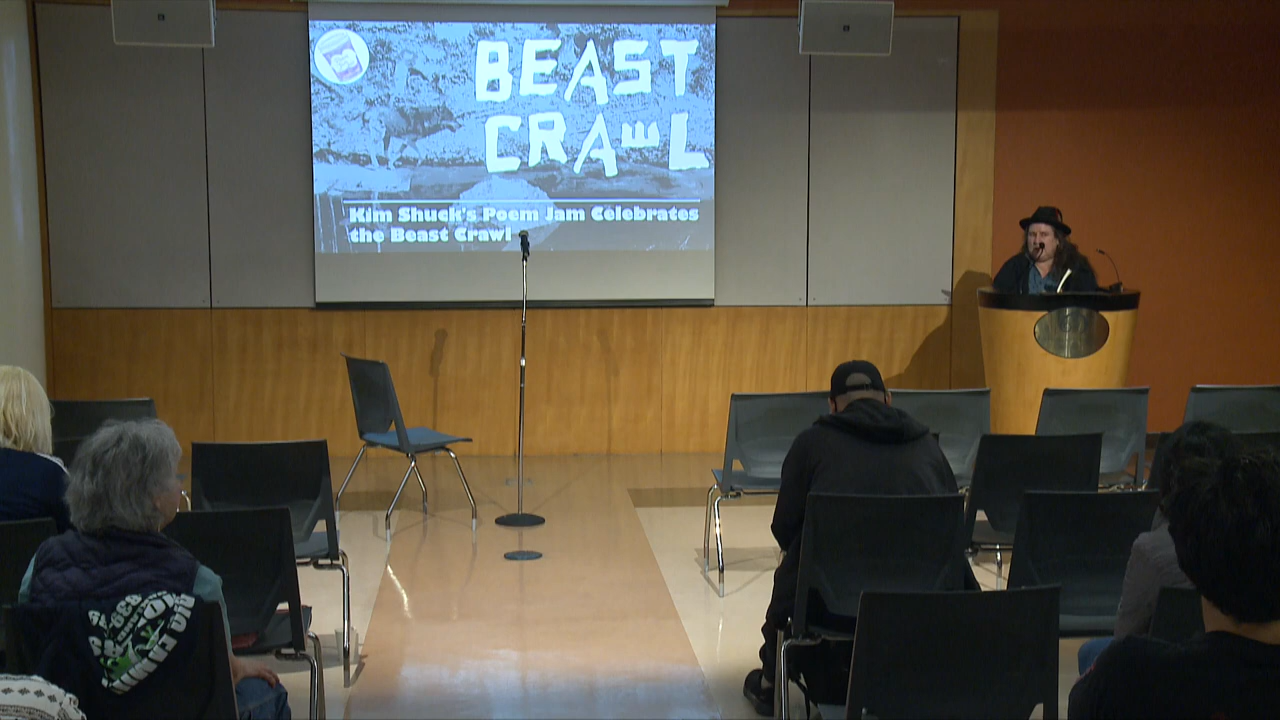 BEAST
CRAWL
Kim Shuck's Poem Jam Celebrates
the Beast Crawl